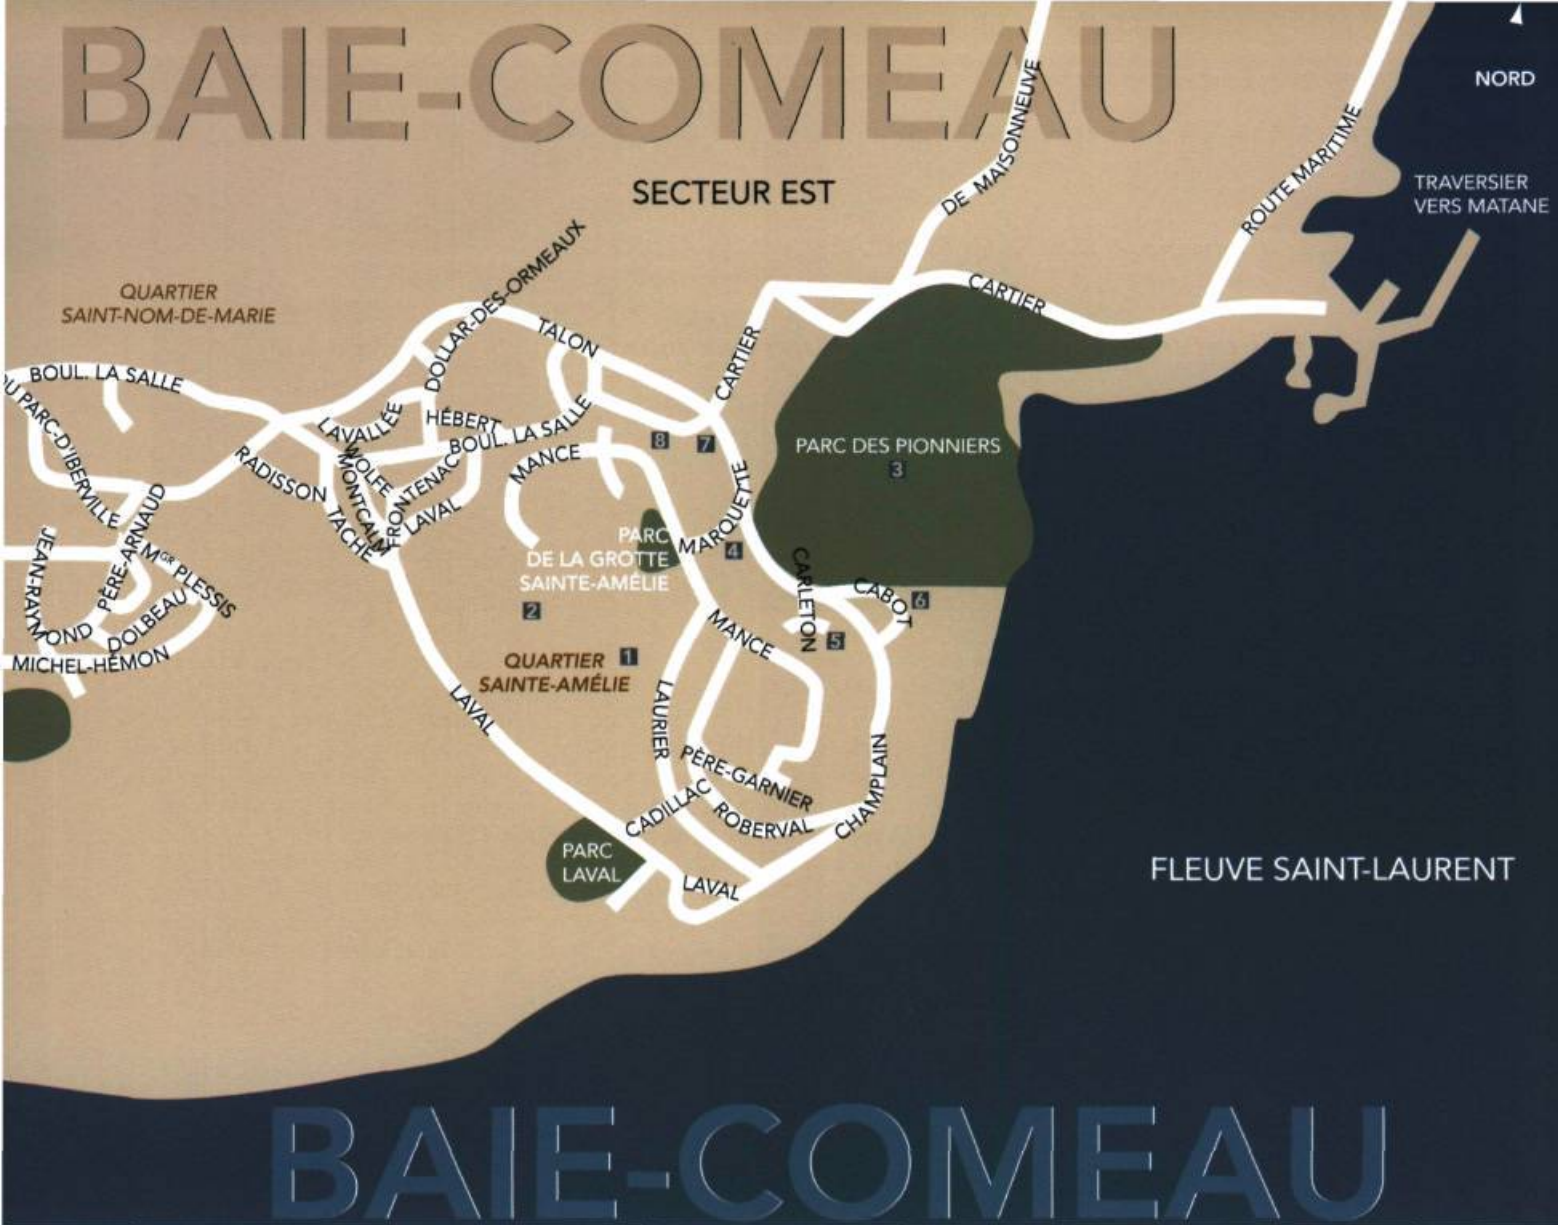 BAIE-COMEAU
NORD
SECTEUR EST
TRAVERSIER
VERS MATANE
DE MAISONNEUVE
ROUTE MARITIME
DOLLAR-DES-ORMEAUX
QUARTIER
SAINT-NOM-DE-MARIE
CARTIER
TALON
CARTIER
BOUL. LA SALLE
DU PARC-D'IBERVILLE
LAVALLÉE
HÉBERT
BOUL. LA SALLE
8
7
PARC DES PIONNIERS
3
RADISSON
WOLFE
MONTCALM
FRONTENAC
MANCE
LAVAL
TACHÉ
MARQUETTE
4
PARC
DE LA GROTTE
SAINTE-AMÉLIE
2
JEAN-RAYMOND
PÈRE-ARNAUD
MGR PLESSIS
DOLBEAU
MICHEL-HÉMON
CARLETON
CABOT
6
5
MANCE
QUARTIER
SAINTE-AMÉLIE
1
LAVAL
LAURIER
PÈRE-GARNIER
CHAMPLAIN
CADILLAC
ROBERVAL
PARC
LAVAL
LAVAL
FLEUVE SAINT-LAURENT
BAIE-COMEAU